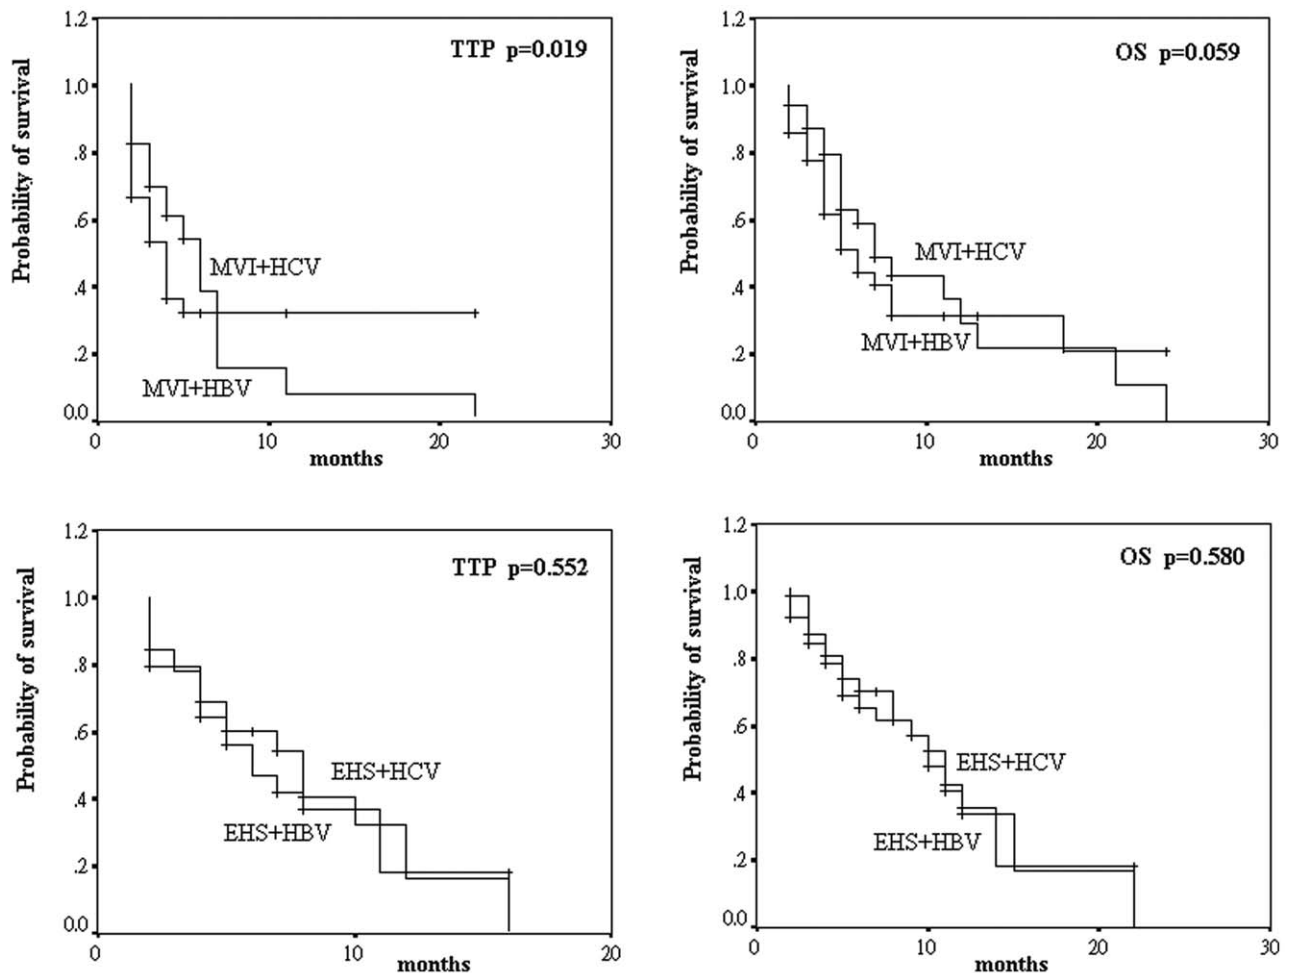 1.2
TTP p=0.019
1.0
.8
.6
.4
.2
0.0
Probability of survival
MVI+HCV
MVI+HBV
0 10 20 30
months
1.2
OS p=0.059
1.0
.8
.6
.4
.2
0.0
Probability of survival
MVI+HCV
MVI+HBV
0 10 20 30
months
1.2
TTP p=0.552
1.0
.8
.6
.4
.2
0.0
Probability of survival
EHS+HCV
EHS+HBV
0 10 20
months
1.2
OS p=0.580
1.0
.8
.6
.4
.2
0.0
Probability of survival
EHS+HCV
EHS+HBV
0 10 20 30
months